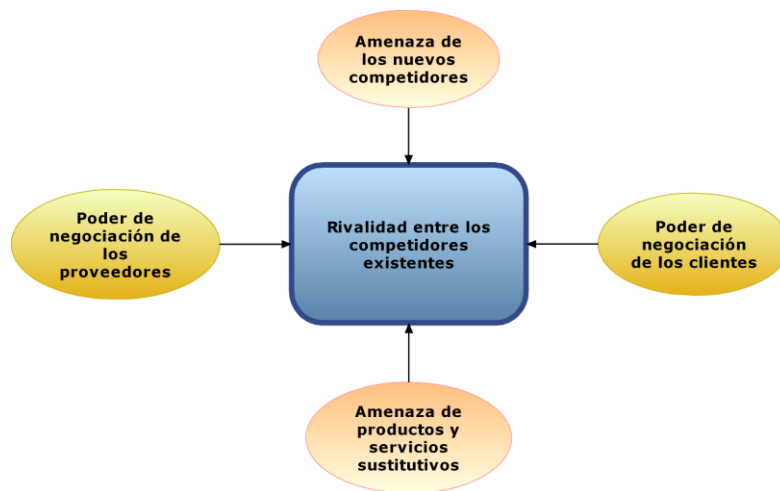 Amenaza de
los nuevos
competidores
Poder de
negociación de
los
proveedores
Rivalidad entre los
competidores
existentes
Poder de
negociación
de los clientes
Amenaza de
productos y
servicios
sustitutivos